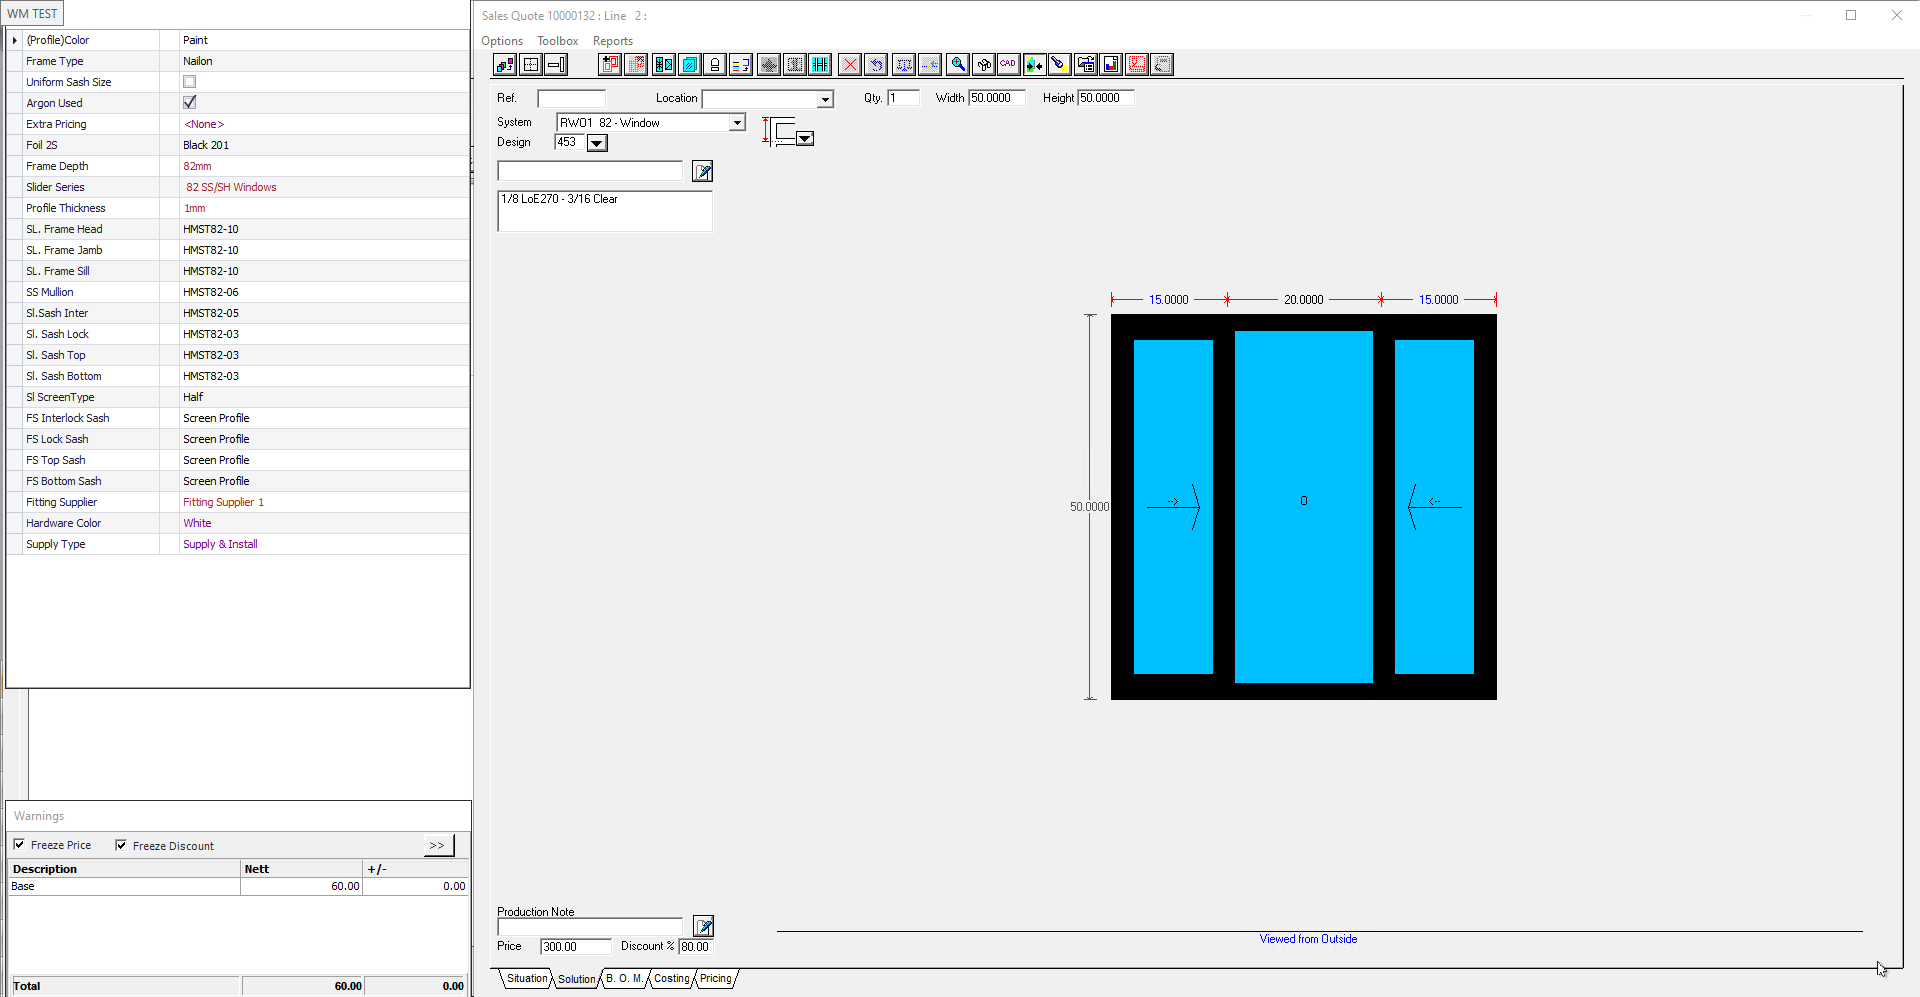 WM TEST
(Profile)Color Paint
Frame Type Nailon
Uniform Sash Size
Argon Used
Extra Pricing <None>
Foil 2S Black 201
Frame Depth 82mm
Slider Series 82 SS/SH Windows
Profile Thickness 1mm
SL. Frame Head HMST82-10
SL. Frame Jamb HMST82-10
SL. Frame Sill HMST82-10
SS Mullion HMST82-06
Sl.Sash Inter HMST82-05
Sl. Sash Lock HMST82-03
Sl. Sash Top HMST82-03
Sl. Sash Bottom HMST82-03
Sl ScreenType Half
FS Interlock Sash Screen Profile
FS Lock Sash Screen Profile
FS Top Sash Screen Profile
FS Bottom Sash Screen Profile
Fitting Supplier Fitting Supplier 1
Hardware Color White
Supply Type Supply & Install
Warnings
Freeze Price Freeze Discount >>
Description Nett +/-
Base 60.00 0.00
Total 60.00 0.00
Sales Quote 10000132 : Line 2 :
Options Toolbox Reports
CAD
Ref. Location Qty. 1 Width 50.0000 Height 50.0000
System RW01 82 - Window
Design 453
1/8 LoE270 - 3/16 Clear
15.0000 20.0000 15.0000
50.0000
--> O <--
Production Note
Price 300.00 Discount % 80.00
Viewed from Outside
Situation Solution B. O. M. Costing Pricing